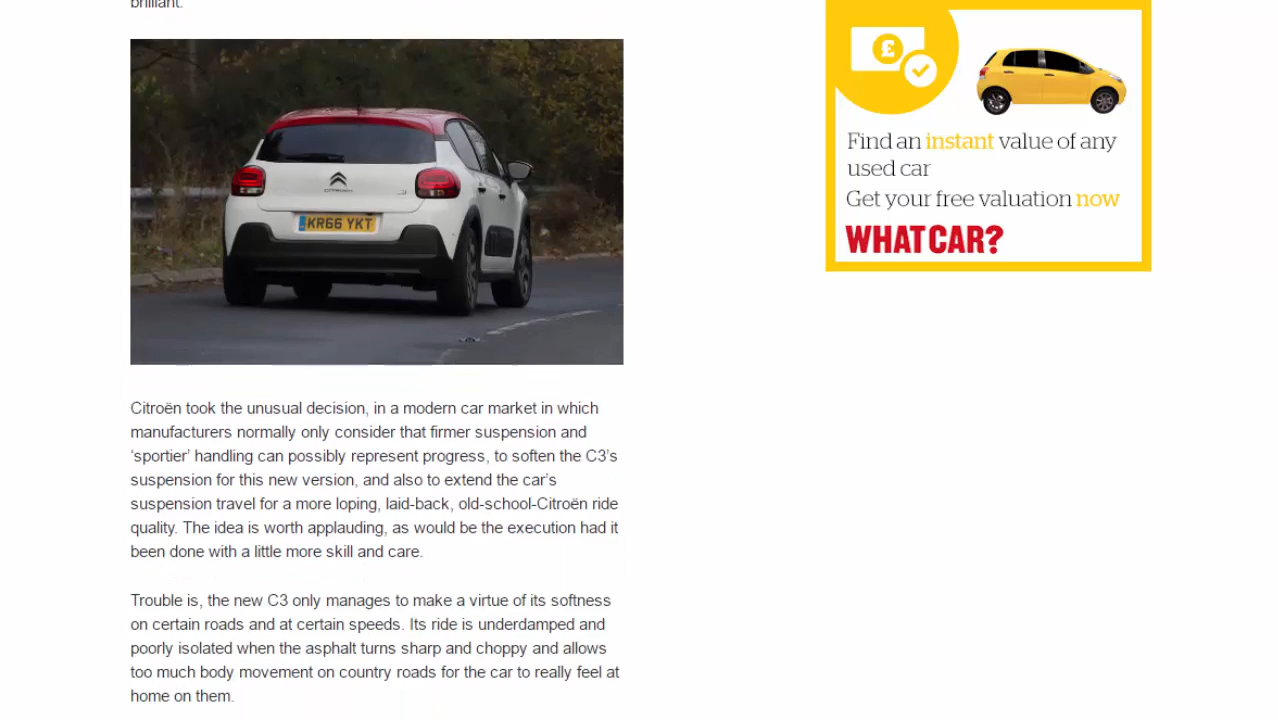 brilliant.
CITROËN
C3
KR66 YKT
Citroën took the unusual decision, in a modern car market in which
manufacturers normally only consider that firmer suspension and
‘sportier’ handling can possibly represent progress, to soften the C3’s
suspension for this new version, and also to extend the car’s
suspension travel for a more loping, laid-back, old-school-Citroën ride
quality. The idea is worth applauding, as would be the execution had it
been done with a little more skill and care.
Trouble is, the new C3 only manages to make a virtue of its softness
on certain roads and at certain speeds. Its ride is underdamped and
poorly isolated when the asphalt turns sharp and choppy and allows
too much body movement on country roads for the car to really feel at
home on them.
£
Find an instant value of any
used car
Get your free valuation now
WHAT CAR?